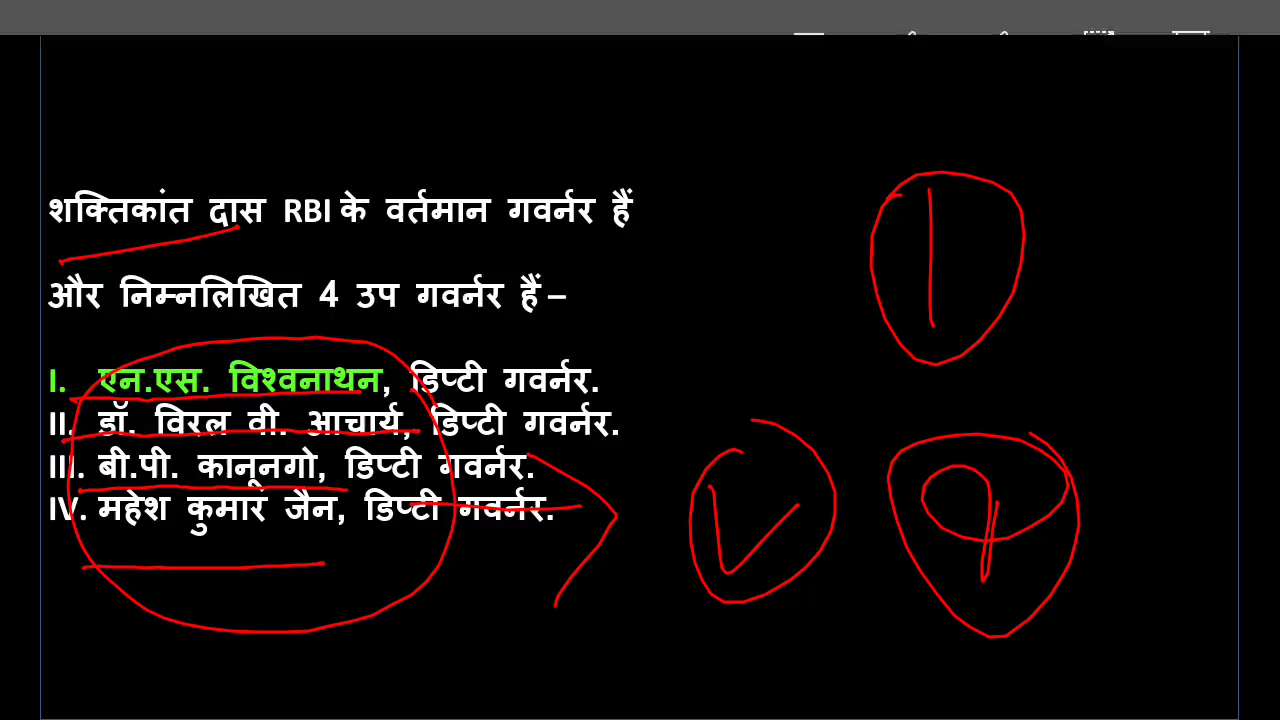 शक्तिकांत दास RBI के वर्तमान गवर्नर हैं
और निम्नलिखित 4 उप गवर्नर हैं –
I. एन.एस. विश्वनाथन, डिप्टी गवर्नर.
II. डॉ. विरल वी. आचार्य, डिप्टी गवर्नर.
III. बी.पी. कानूनगो, डिप्टी गवर्नर.
IV. महेश कुमार जैन, डिप्टी गवर्नर.